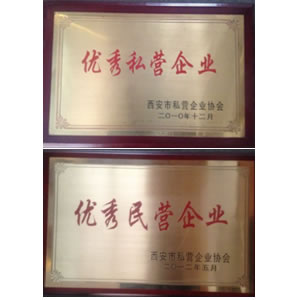 优秀私营企业
西安市私营企业协会
二〇一〇年十二月
优秀民营企业
西安市私营企业协会
二〇一二年五月